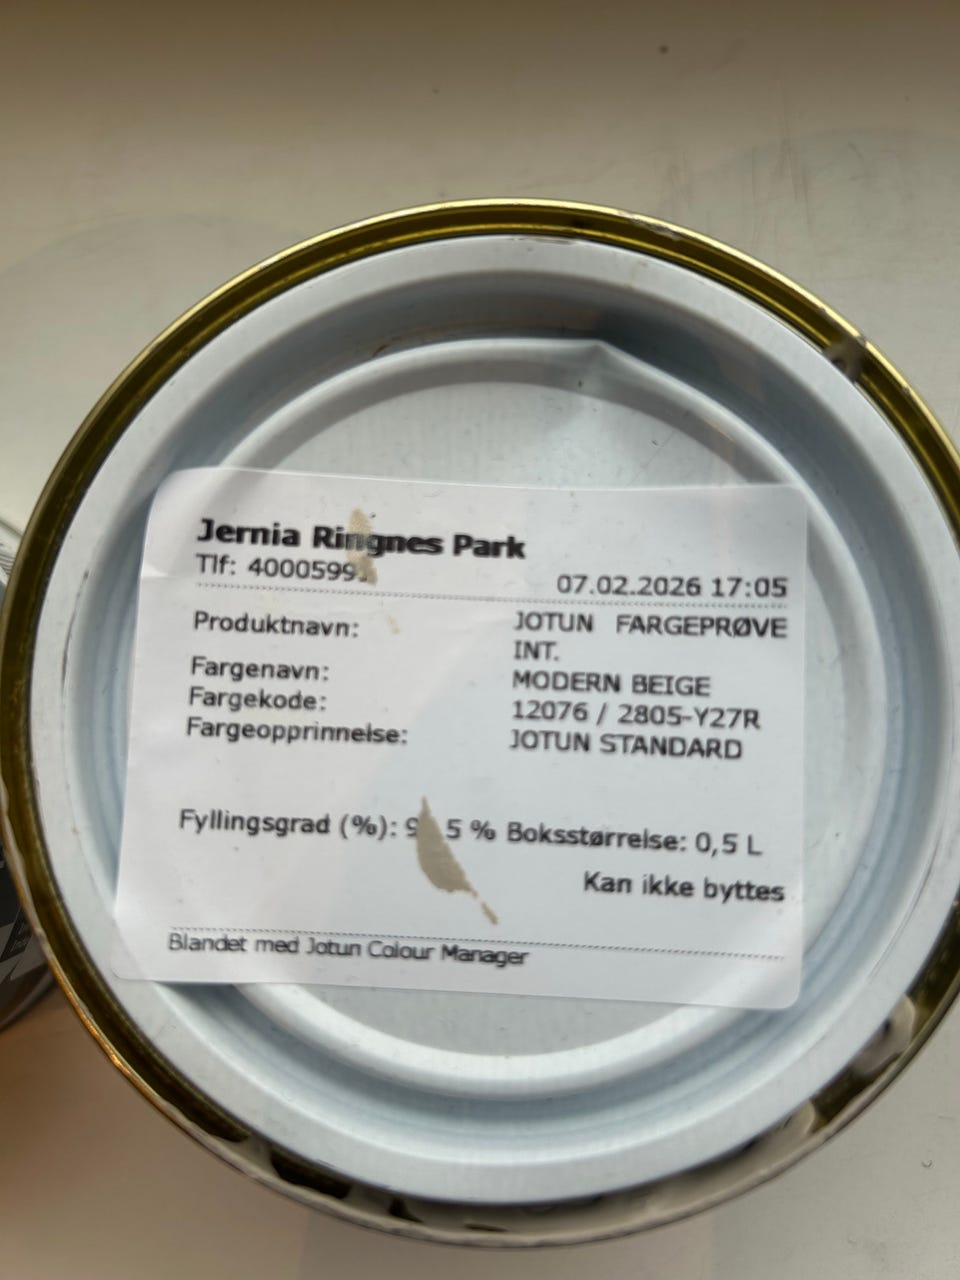 Jernia Ringnes Park
Tlf: 
07.02.2026 17:05
Produktnavn: JOTUN FARGEPRØVE
INT.
Fargenavn: MODERN BEIGE
Fargekode: 12076 / 2805-Y27R
Fargeopprinnelse: JOTUN STANDARD
Fyllingsgrad (%): % Boksstørrelse: 0,5 L
Kan ikke byttes
Blandet med Jotun Colour Manager